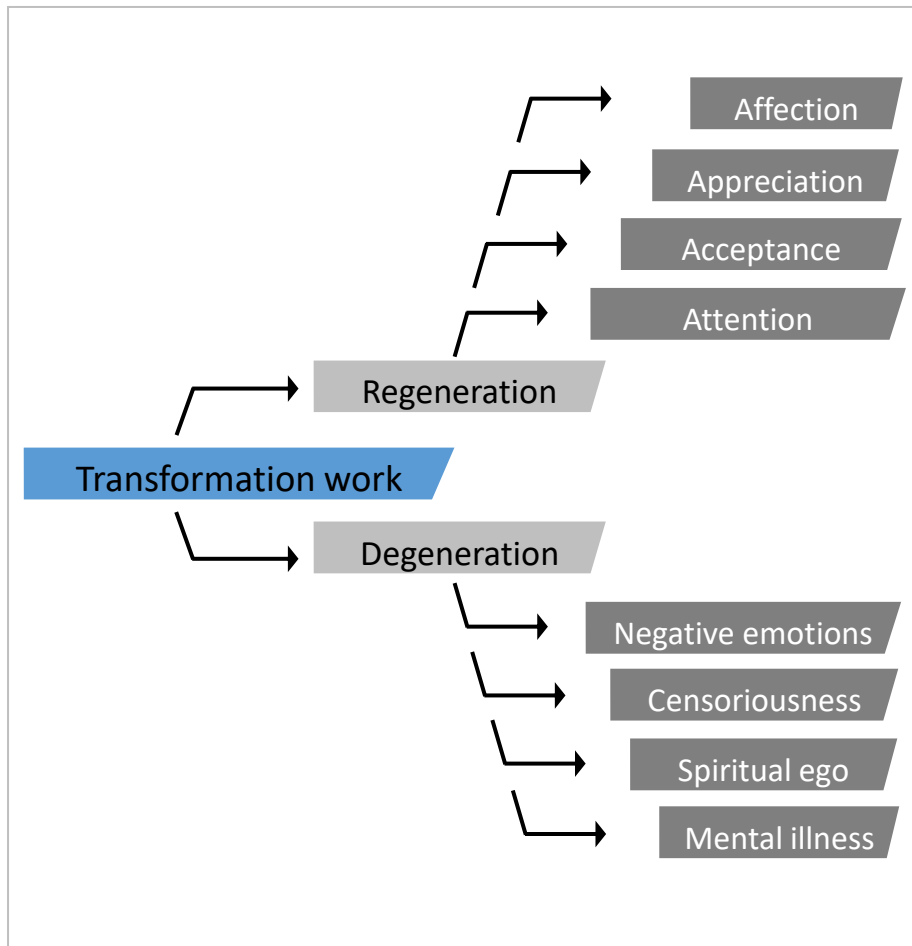 Affection
Appreciation
Acceptance
Attention
Regeneration
Transformation work
Degeneration
Negative emotions
Censoriousness
Spiritual ego
Mental illness